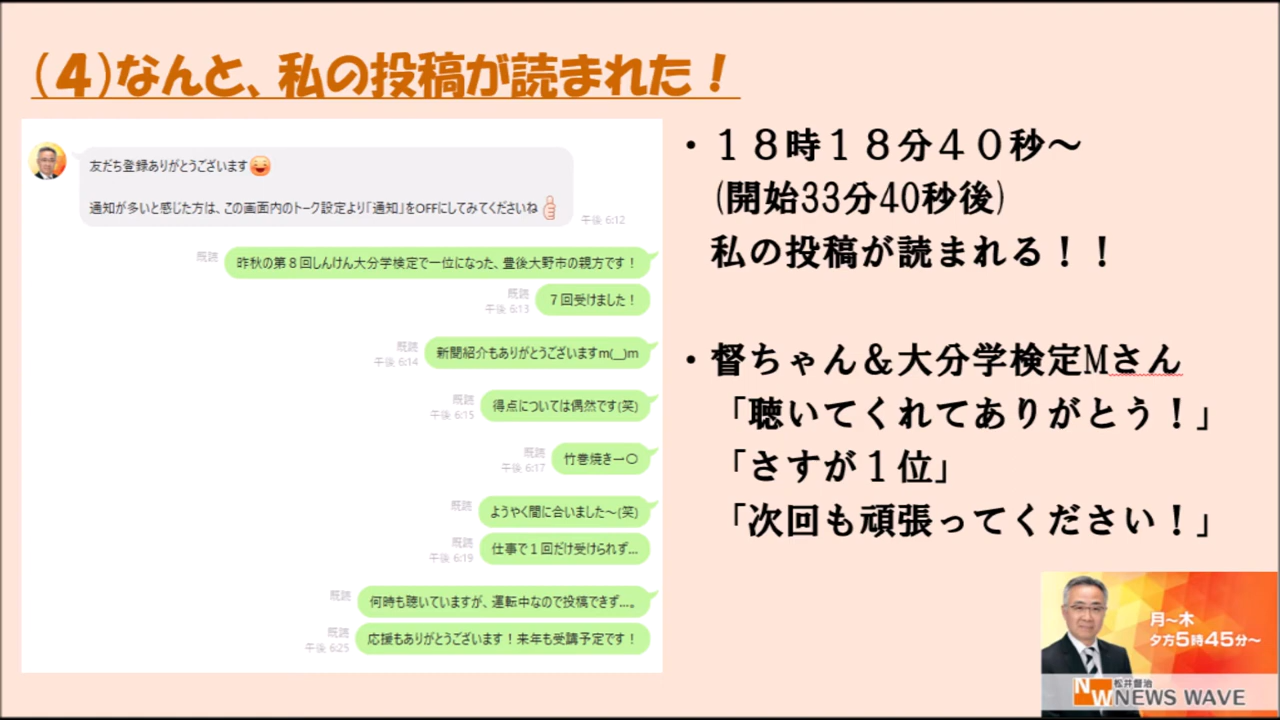 (４)なんと、私の投稿が読まれた！
友だち登録ありがとうございます
通知が多いと感じた方は、この画面内のトーク設定より「通知」をOFFにしてみてくださいね
午後 6:12
既読
昨秋の第８回しんけん大分学検定で一位になった、豊後大野市の親方です！
既読
午後 6:13
７回受けました！
既読
午後 6:14
新聞紹介もありがとうございますm(__)m
既読
午後 6:15
得点については偶然です(笑)
既読
午後 6:17
竹巻焼き一〇
既読
ようやく間に合いました～(笑)
既読
午後 6:19
仕事で１回だけ受けられず...
既読
何時も聴いていますが、運転中なので投稿できず...。
既読
午後 6:25
応援もありがとうございます！来年も受講予定です！
・１８時１８分４０秒～
(開始33分40秒後)
私の投稿が読まれる！！
・督ちゃん＆大分学検定Mさん
「聴いてくれてありがとう！」
「さすが１位」
「次回も頑張ってください！」
月～木
夕方5時45分～
NW 松井督治
NEWS WAVE